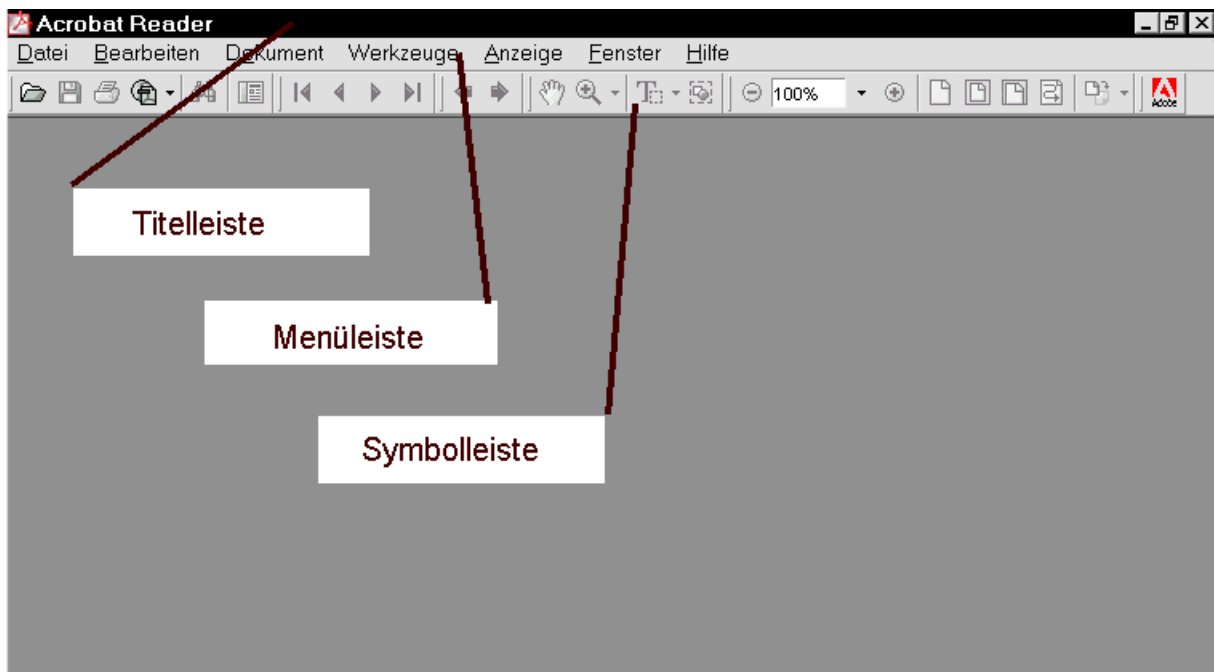 Acrobat Reader
Datei Bearbeiten Dokument Werkzeuge Anzeige Fenster Hilfe
100%
Adobe
Titelleiste
Menüleiste
Symbolleiste